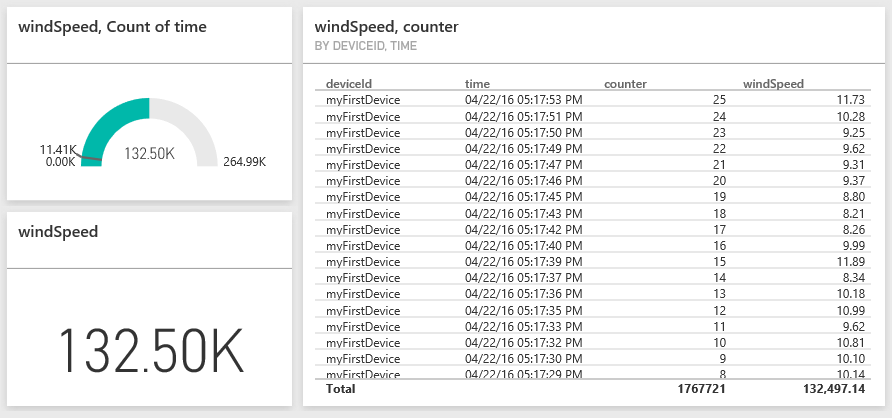 windSpeed, Count of time
11.41K
0.00K
132.50K
264.99K
windSpeed
132.50K
windSpeed, counter
BY DEVICEID, TIME
deviceId time counter windSpeed
myFirstDevice 04/22/16 05:17:53 PM 25 11.73
myFirstDevice 04/22/16 05:17:51 PM 24 10.28
myFirstDevice 04/22/16 05:17:50 PM 23 9.25
myFirstDevice 04/22/16 05:17:49 PM 22 9.62
myFirstDevice 04/22/16 05:17:47 PM 21 9.31
myFirstDevice 04/22/16 05:17:46 PM 20 9.37
myFirstDevice 04/22/16 05:17:45 PM 19 8.80
myFirstDevice 04/22/16 05:17:43 PM 18 8.21
myFirstDevice 04/22/16 05:17:42 PM 17 8.26
myFirstDevice 04/22/16 05:17:40 PM 16 9.99
myFirstDevice 04/22/16 05:17:39 PM 15 11.89
myFirstDevice 04/22/16 05:17:37 PM 14 8.34
myFirstDevice 04/22/16 05:17:36 PM 13 10.18
myFirstDevice 04/22/16 05:17:35 PM 12 10.99
myFirstDevice 04/22/16 05:17:33 PM 11 9.62
myFirstDevice 04/22/16 05:17:32 PM 10 10.81
myFirstDevice 04/22/16 05:17:30 PM 9 10.10
myFirstDevice 04/22/16 05:17:29 PM 8 10.14
Total 1767721 132,497.14